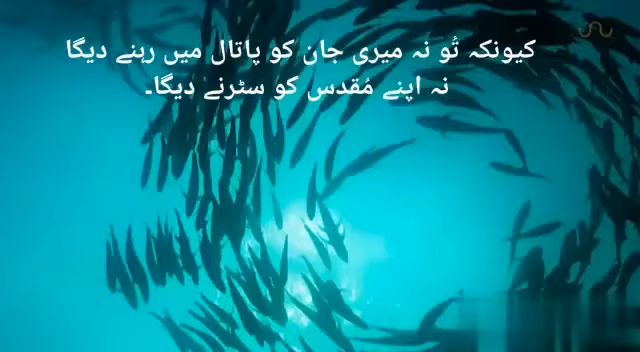 کیونکہ تُو نہ میری جان کو پاتال میں رہنے دیگا
نہ اپنے مُقدس کو سڑنے دیگا۔